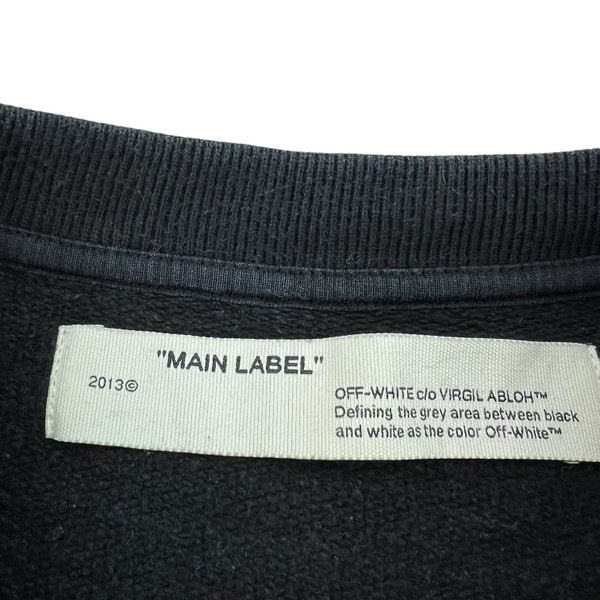 "MAIN LABEL"
2013©
OFF-WHITE c/o VIRGIL ABLOH™
Defining the grey area between black
and white as the color Off-White™